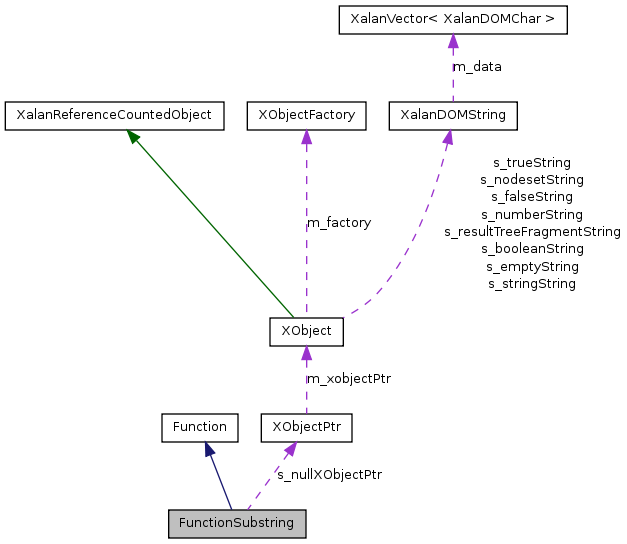 XalanVector< XalanDOMChar >
m_data
XalanReferenceCountedObject
XObjectFactory
XalanDOMString
s_trueString
s_nodesetString
s_falseString
s_numberString
s_resultTreeFragmentString
s_booleanString
s_emptyString
s_stringString
m_factory
XObject
m_xobjectPtr
Function
XObjectPtr
s_nullXObjectPtr
FunctionSubstring